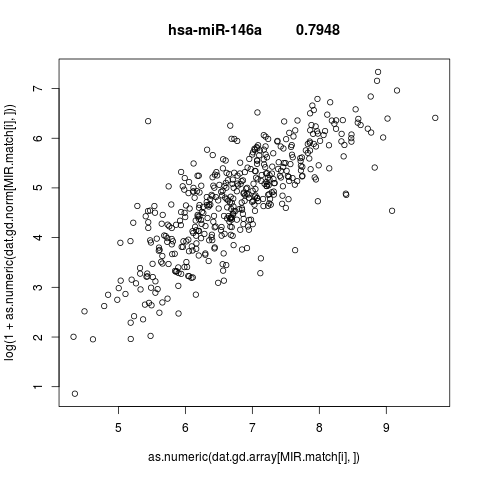 hsa-miR-146a 0.7948
log(1 + as.numeric(dat.gd.norm[MIR.match[i], ]))
7
6
5
4
3
2
1
5 6 7 8 9
as.numeric(dat.gd.array[MIR.match[i], ])